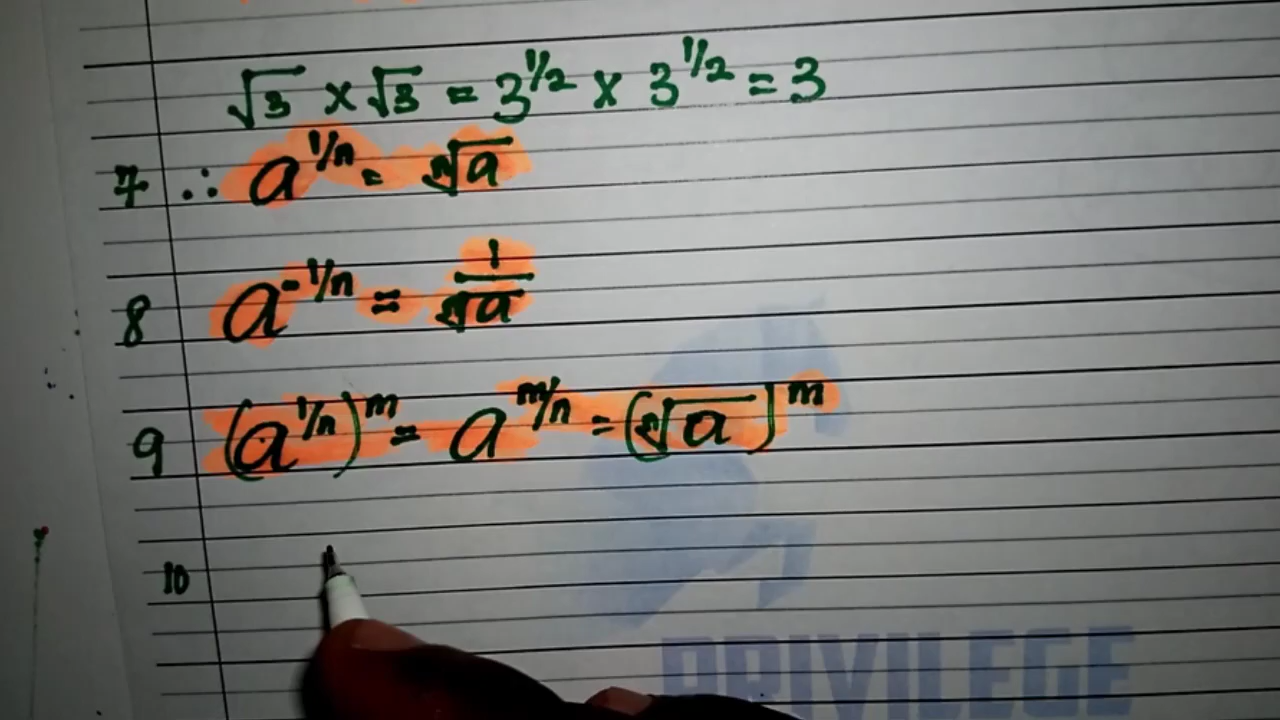 √3 × √3 = 3^1/2 × 3^1/2 = 3
7 ∴ a^1/n = ⁿ√a
8 a^-1/n = 1/ⁿ√a
9 (a^1/n)^m = a^m/n = (ⁿ√a)^m
10
PRIVILEGE